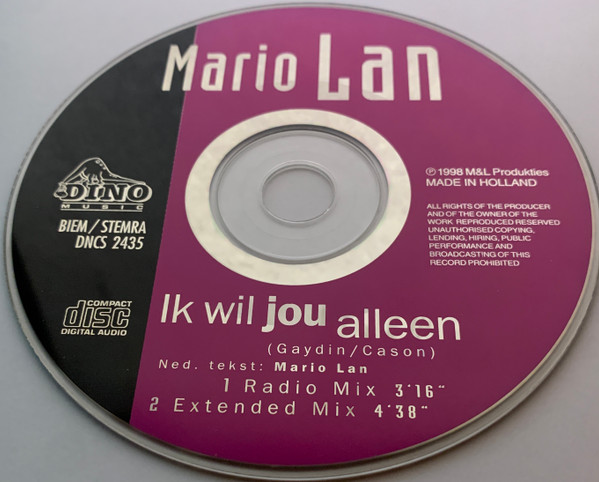 Mario Lan
DINO
MUSIC
BIEM/STEMRA
DNCS 2435
COMPACT
disc
DIGITAL AUDIO
℗ 1998 M&L Produkties
MADE IN HOLLAND
ALL RIGHTS OF THE PRODUCER
AND OF THE OWNER OF THE
WORK REPRODUCED RESERVED
UNAUTHORISED COPYING,
LENDING, HIRING, PUBLIC
PERFORMANCE AND
BROADCASTING OF THIS
RECORD PROHIBITED
Ik wil jou alleen
(Gaydin/Cason)
Ned. tekst: Mario Lan
1 Radio Mix 3'16"
2 Extended Mix 4'38"